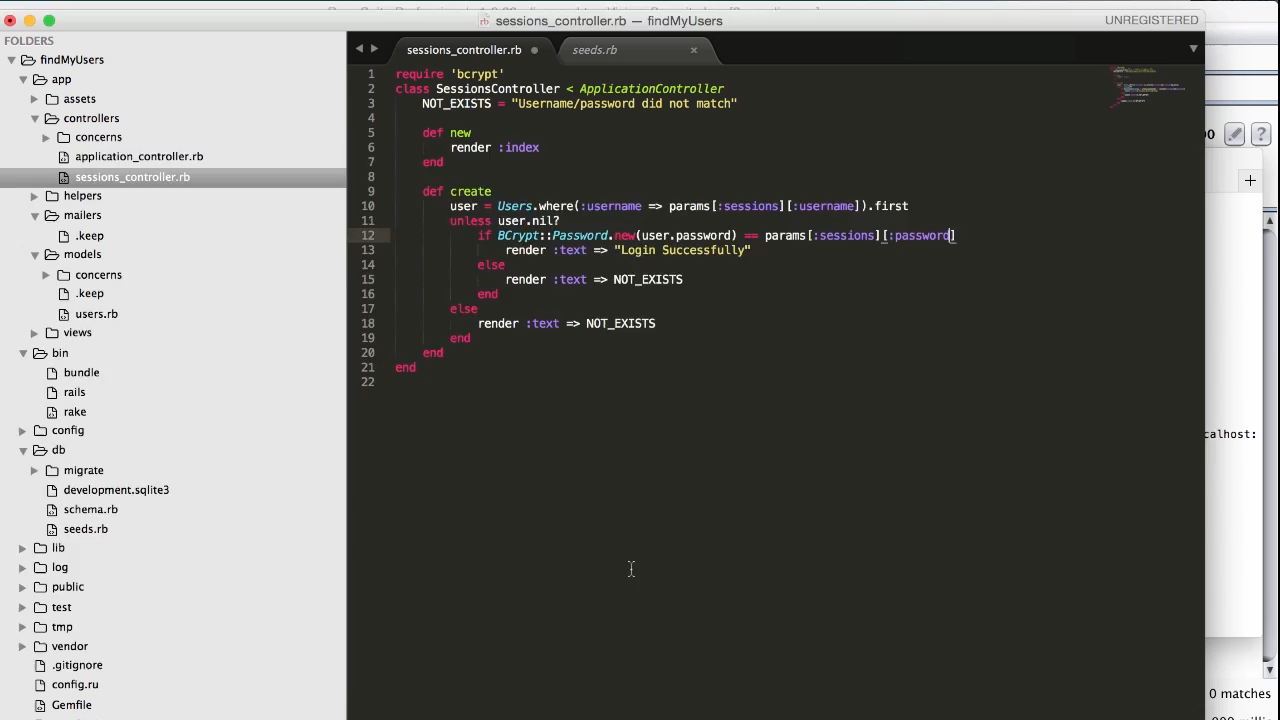 sessions_controller.rb — findMyUsers
UNREGISTERED
FOLDERS
findMyUsers
app
assets
controllers
concerns
application_controller.rb
sessions_controller.rb
helpers
mailers
.keep
models
concerns
.keep
users.rb
views
bin
bundle
rails
rake
config
db
migrate
development.sqlite3
schema.rb
seeds.rb
lib
log
public
test
tmp
vendor
.gitignore
config.ru
Gemfile
sessions_controller.rb
seeds.rb
1 require 'bcrypt'
2 class SessionsController < ApplicationController
3 NOT_EXISTS = "Username/password did not match"
4
5 def new
6 render :index
7 end
8
9 def create
10 user = Users.where(:username => params[:sessions][:username]).first
11 unless user.nil?
12 if BCrypt::Password.new(user.password) == params[:sessions][:password]
13 render :text => "Login Successfully"
14 else
15 render :text => NOT_EXISTS
16 end
17 else
18 render :text => NOT_EXISTS
19 end
20 end
21 end
22
?
calhost:
0 matches